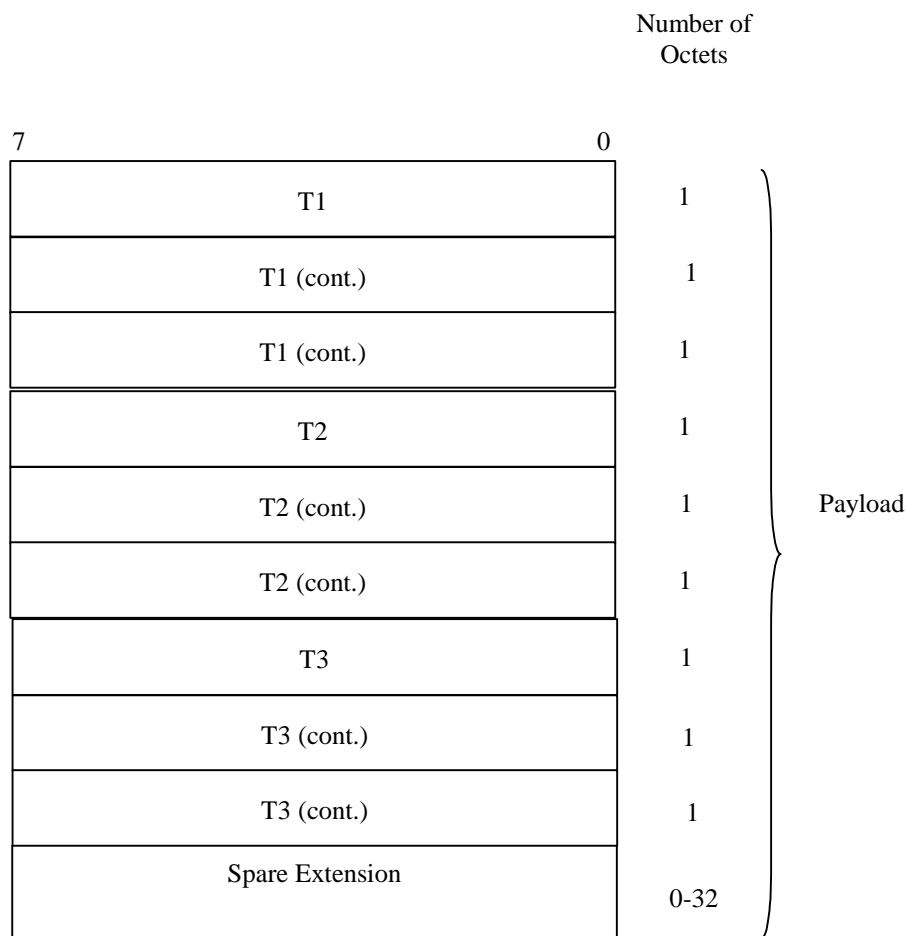 Number of
Octets
7 0
T1 1
T1 (cont.) 1
T1 (cont.) 1
T2 1
T2 (cont.) 1
Payload
T2 (cont.) 1
T3 1
T3 (cont.) 1
T3 (cont.) 1
Spare Extension
0-32